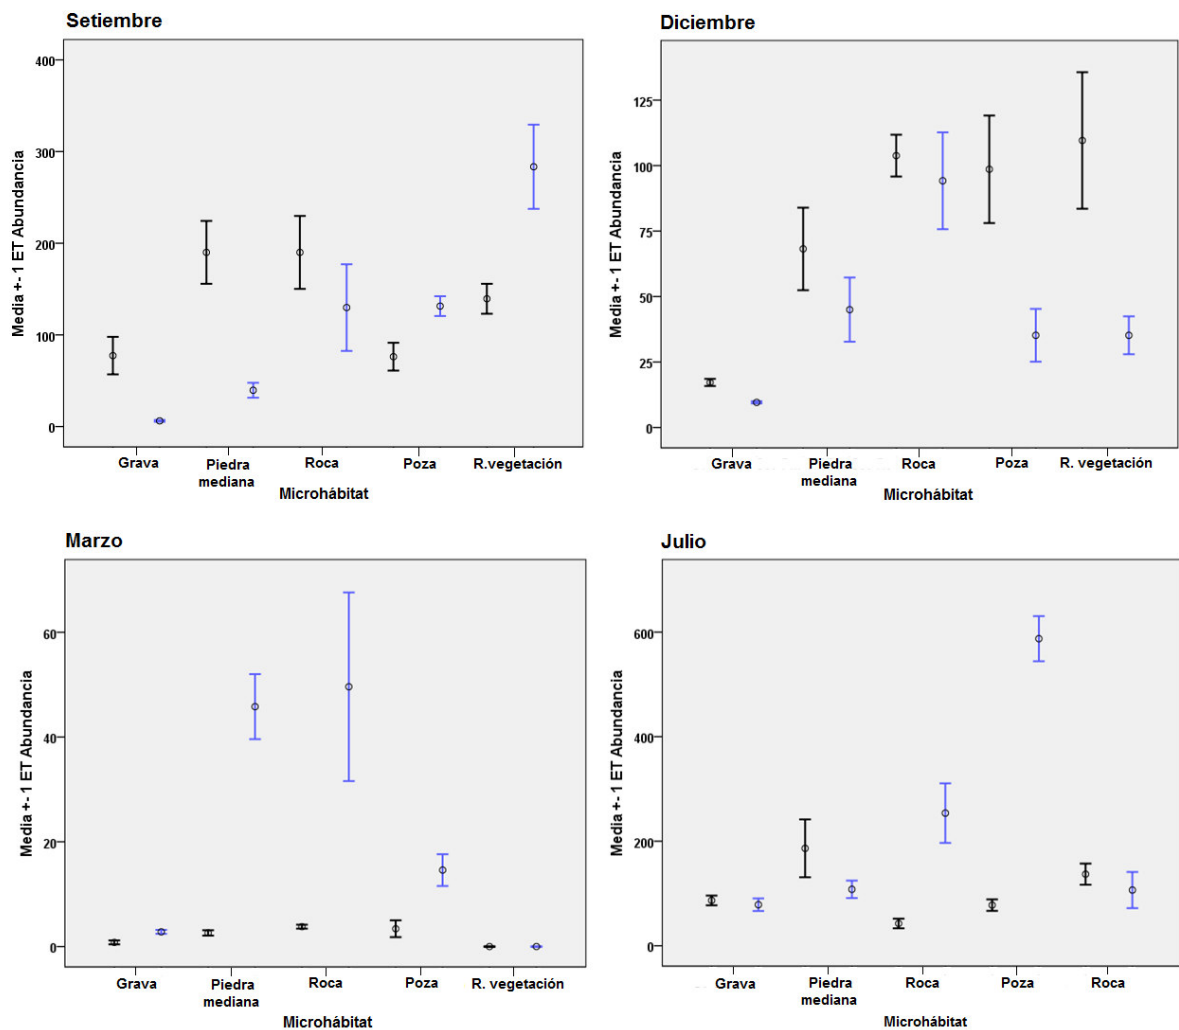 Setiembre
Media +- 1 ET Abundancia
400
300
200
100
0
Grava
Piedra
mediana
Roca
Poza
R.vegetación
Microhábitat
Diciembre
Media +- 1 ET Abundancia
125
100
75
50
25
0
Grava
Piedra
mediana
Roca
Poza
R. vegetación
Microhábitat
Marzo
Media +- 1 ET Abundancia
60
40
20
0
Grava
Piedra
mediana
Roca
Poza
R. vegetación
Microhábitat
Julio
Media +- 1 ET Abundancia
600
400
200
0
Grava
Piedra
mediana
Roca
Poza
Roca
Microhábitat